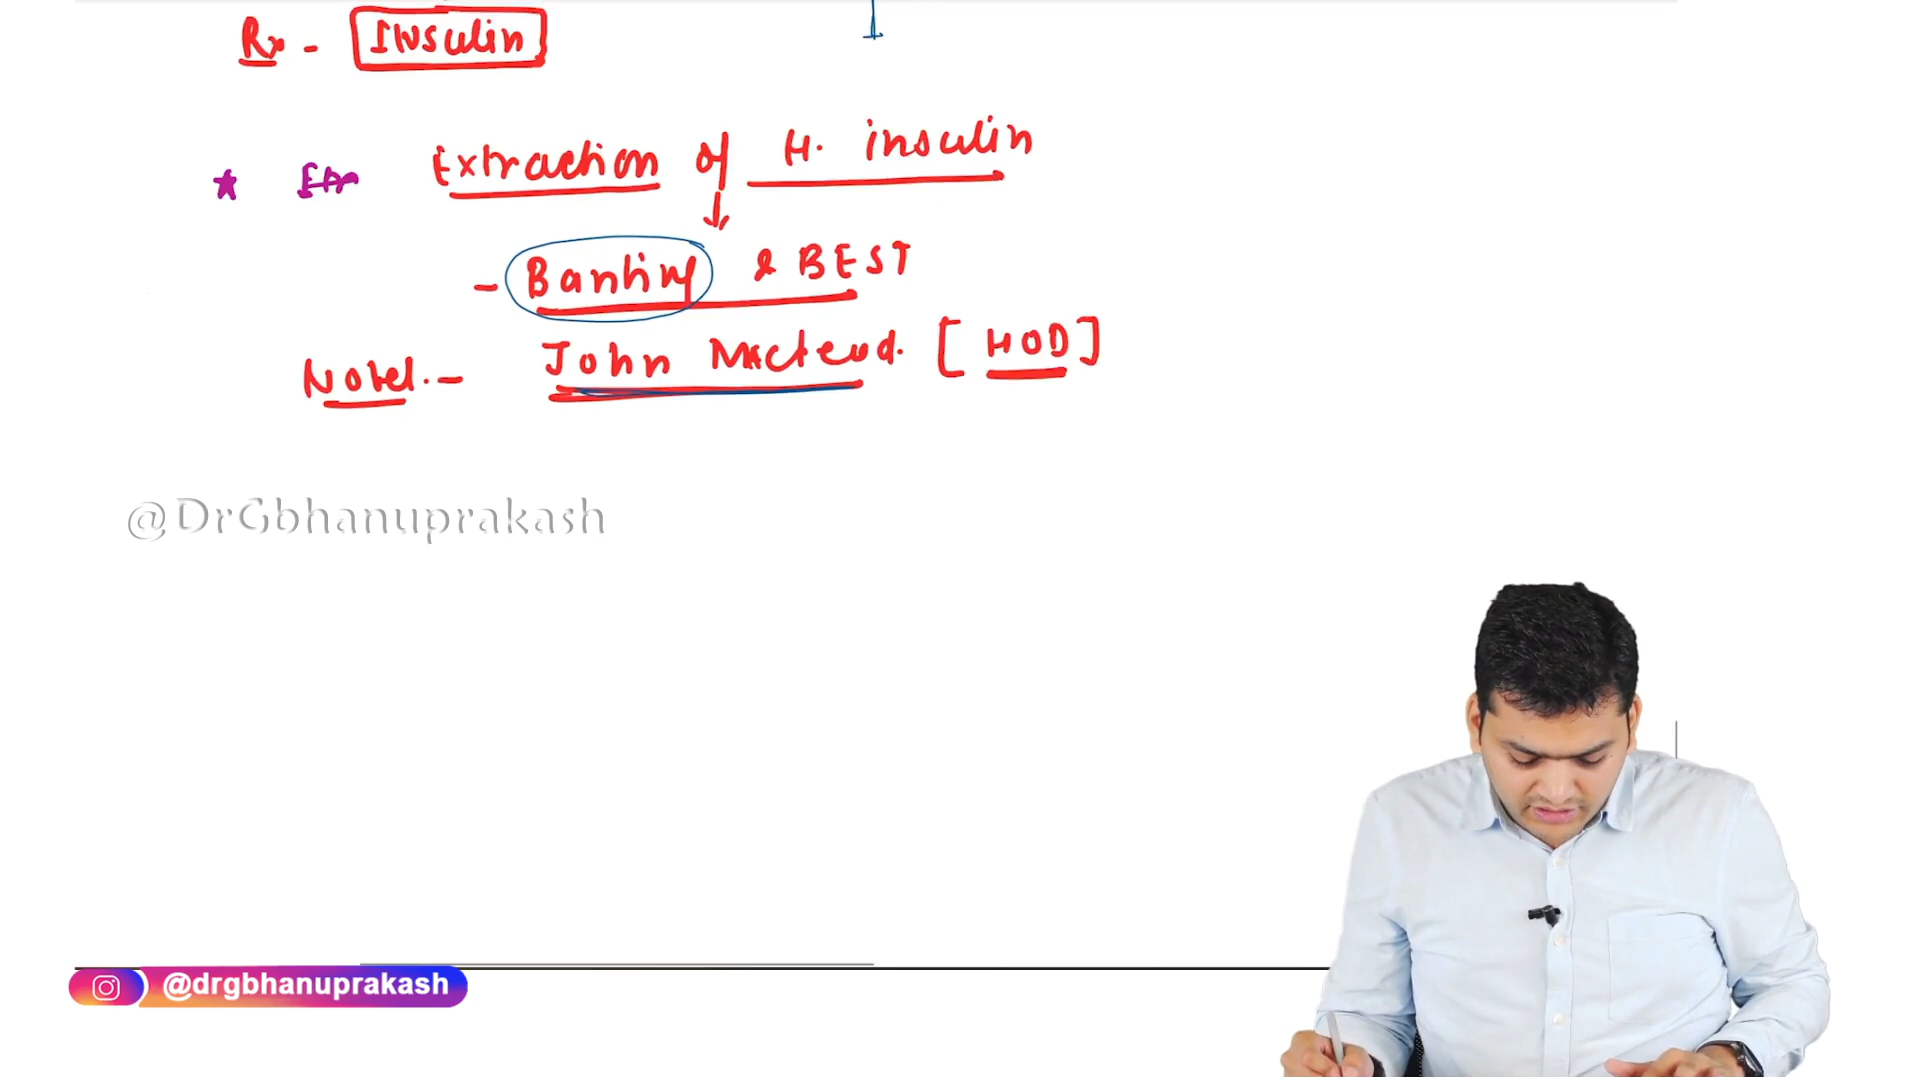 Rx - Insulin
* Extraction of H. insulin
- Banting & BEST
Nobel. - John Macleod. [HOD]
@DrGbhanuprakash
@drgbhanuprakash